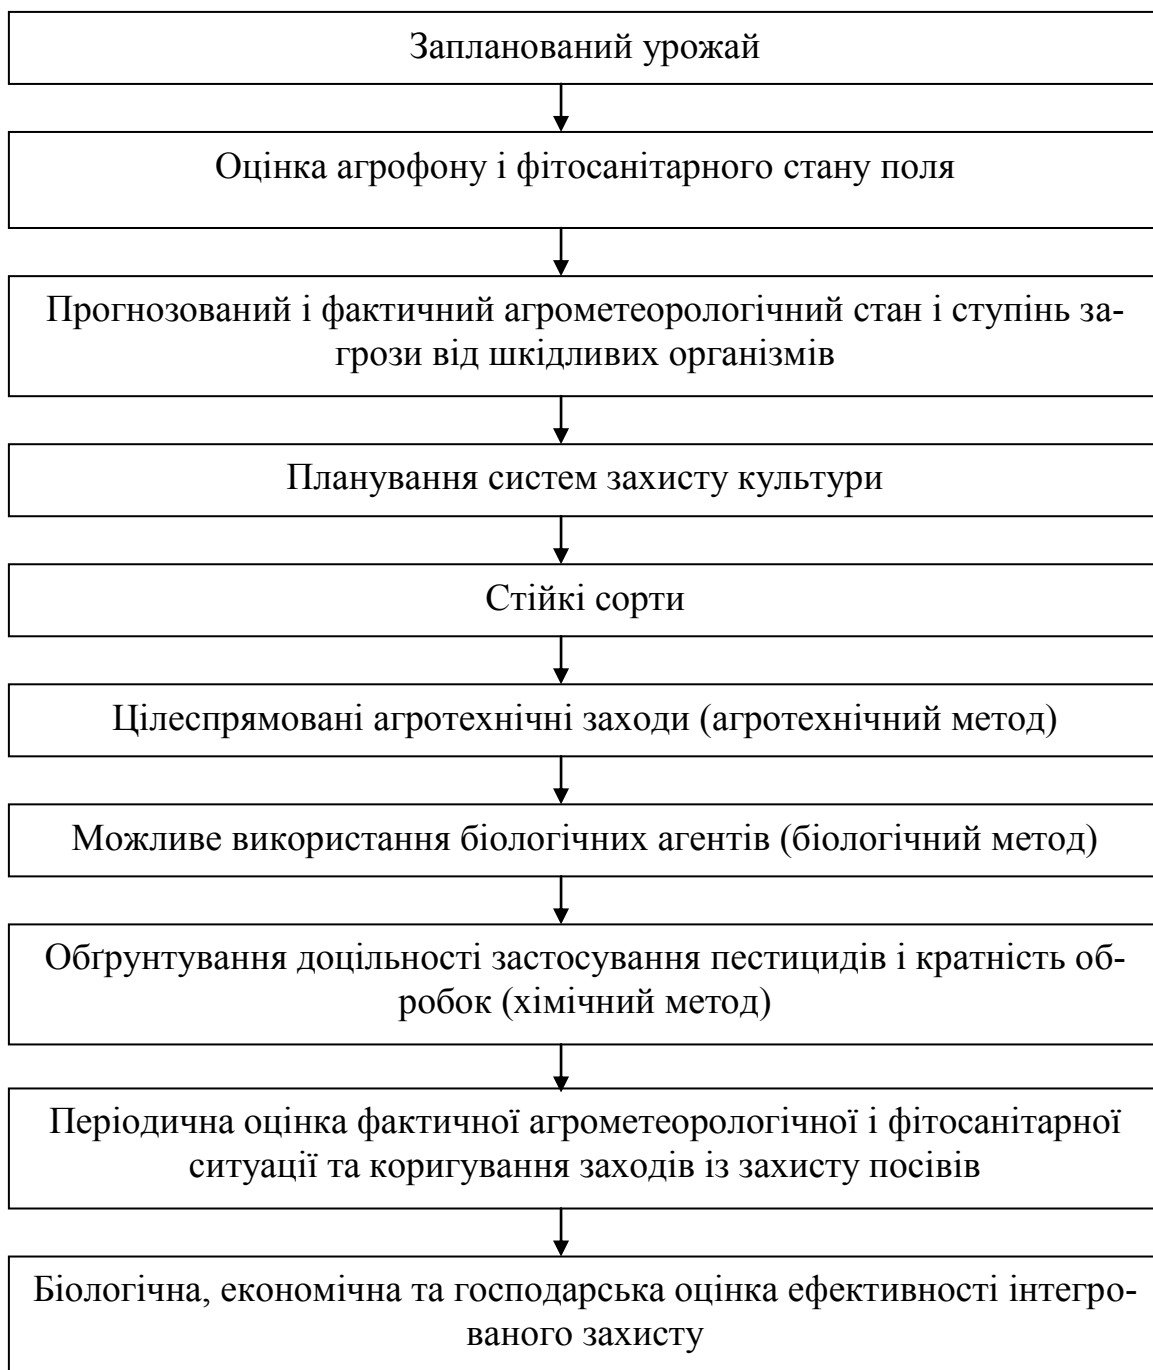 Запланований урожай
Оцінка агрофону і фітосанітарного стану поля
Прогнозований і фактичний агрометеорологічний стан і ступінь за-
грози від шкідливих організмів
Планування систем захисту культури
Стійкі сорти
Цілеспрямовані агротехнічні заходи (агротехнічний метод)
Можливе використання біологічних агентів (біологічний метод)
Обґрунтування доцільності застосування пестицидів і кратність об-
робок (хімічний метод)
Періодична оцінка фактичної агрометеорологічної і фітосанітарної
ситуації та коригування заходів із захисту посівів
Біологічна, економічна та господарська оцінка ефективності інтегро-
ваного захисту